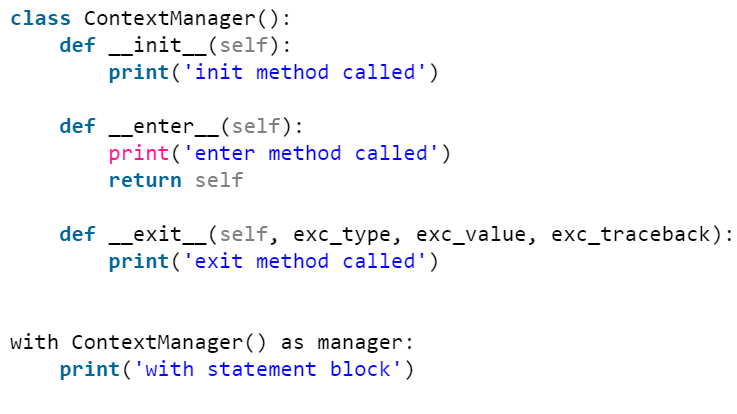 class ContextManager():
    def __init__(self):
        print('init method called')

    def __enter__(self):
        print('enter method called')
        return self

    def __exit__(self, exc_type, exc_value, exc_traceback):
        print('exit method called')


with ContextManager() as manager:
    print('with statement block')